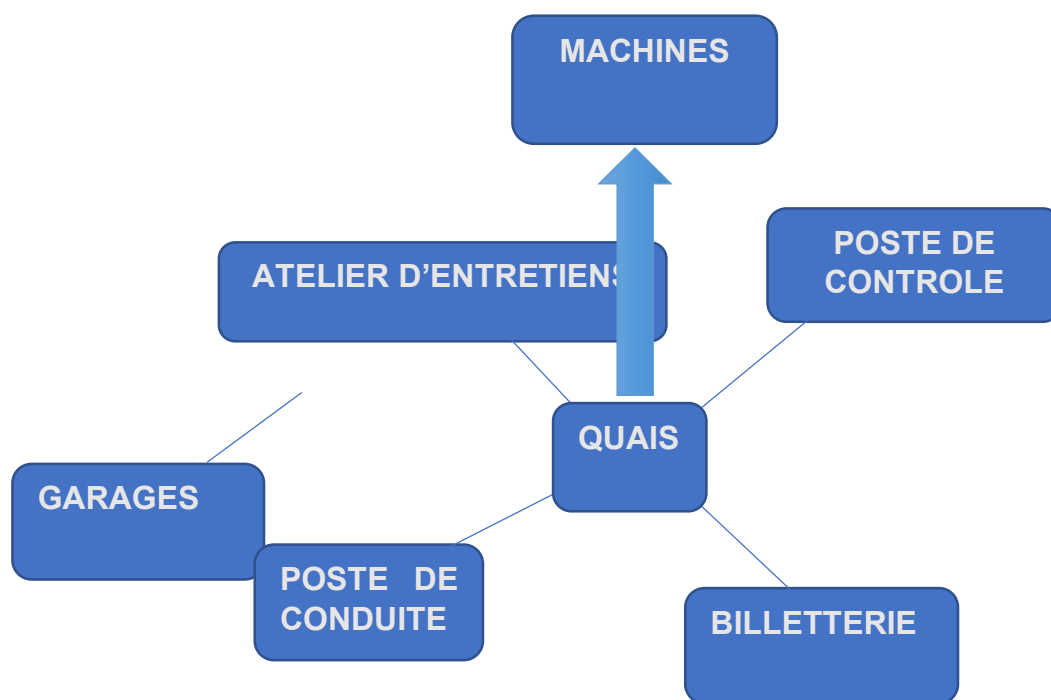 MACHINES
POSTE DE
CONTROLE
ATELIER D’ENTRETIENS
QUAIS
GARAGES
POSTE DE
CONDUITE
BILLETTERIE